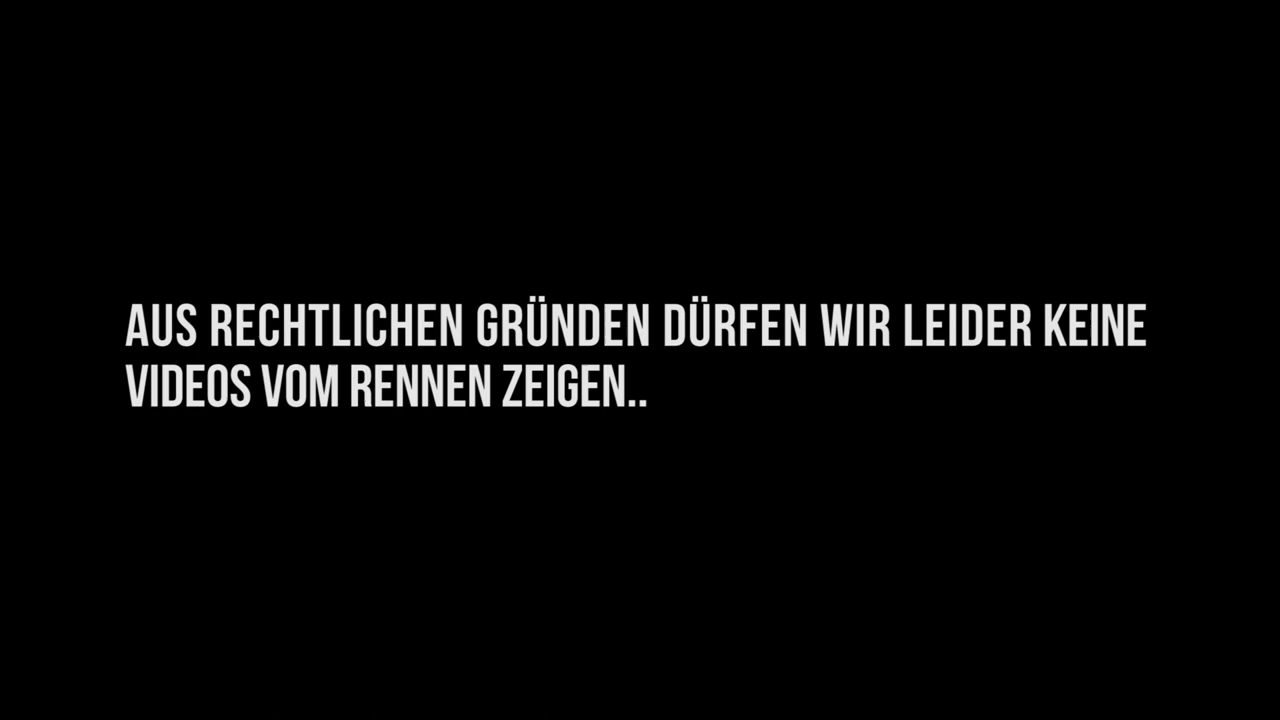 AUS RECHTLICHEN GRÜNDEN DÜRFEN WIR LEIDER KEINE
VIDEOS VOM RENNEN ZEIGEN..